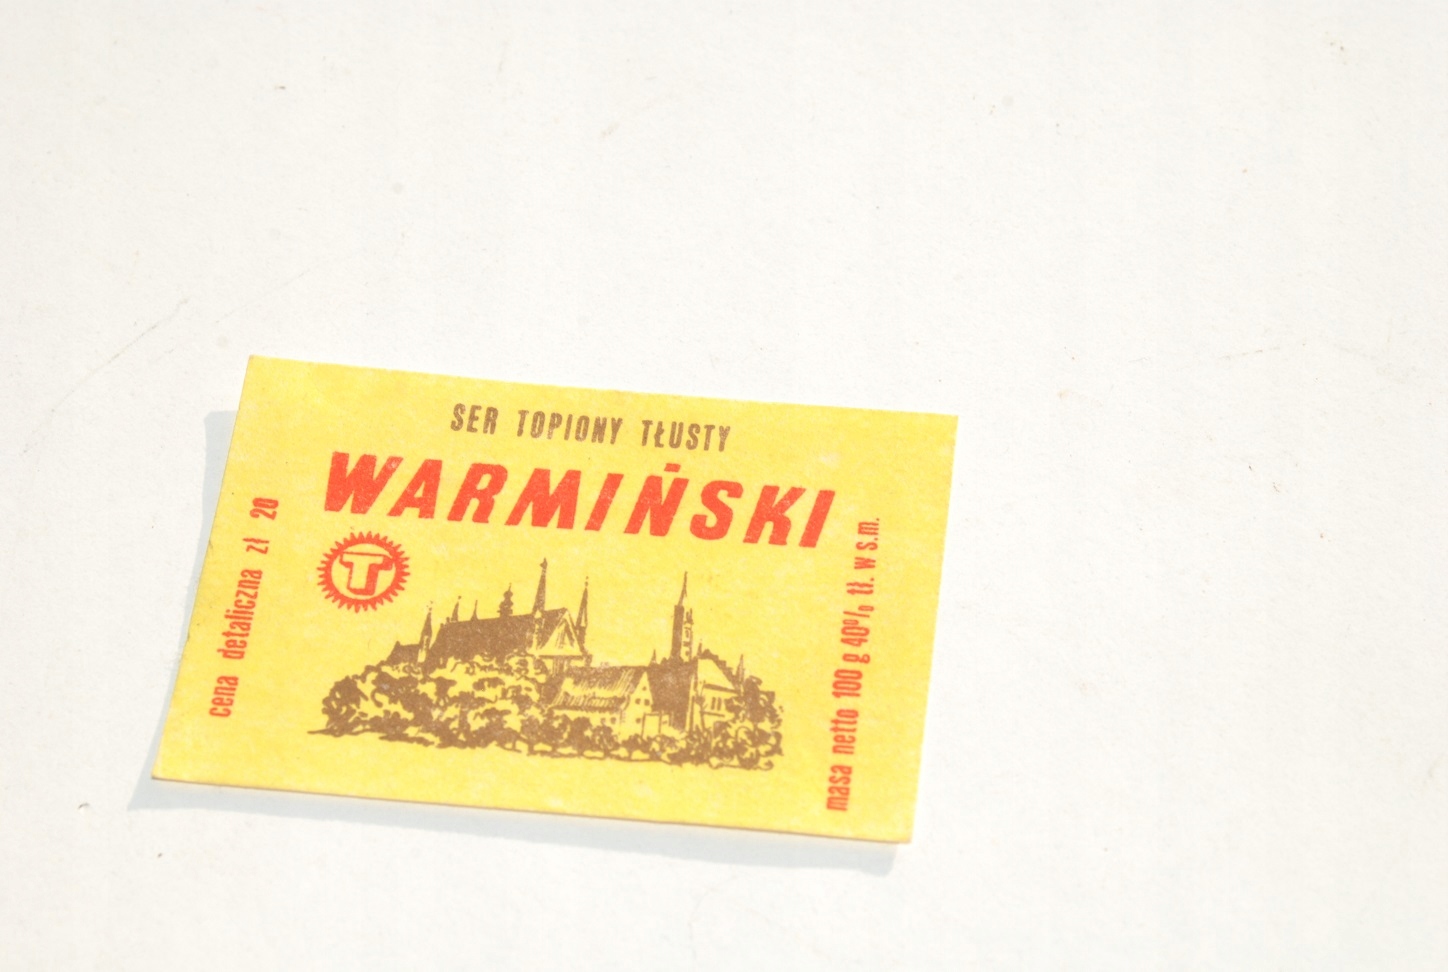 SER TOPIONY TŁUSTY
WARMIŃSKI
T
cena detaliczna zł 20
masa netto 100 g 40% tł. w s.m.